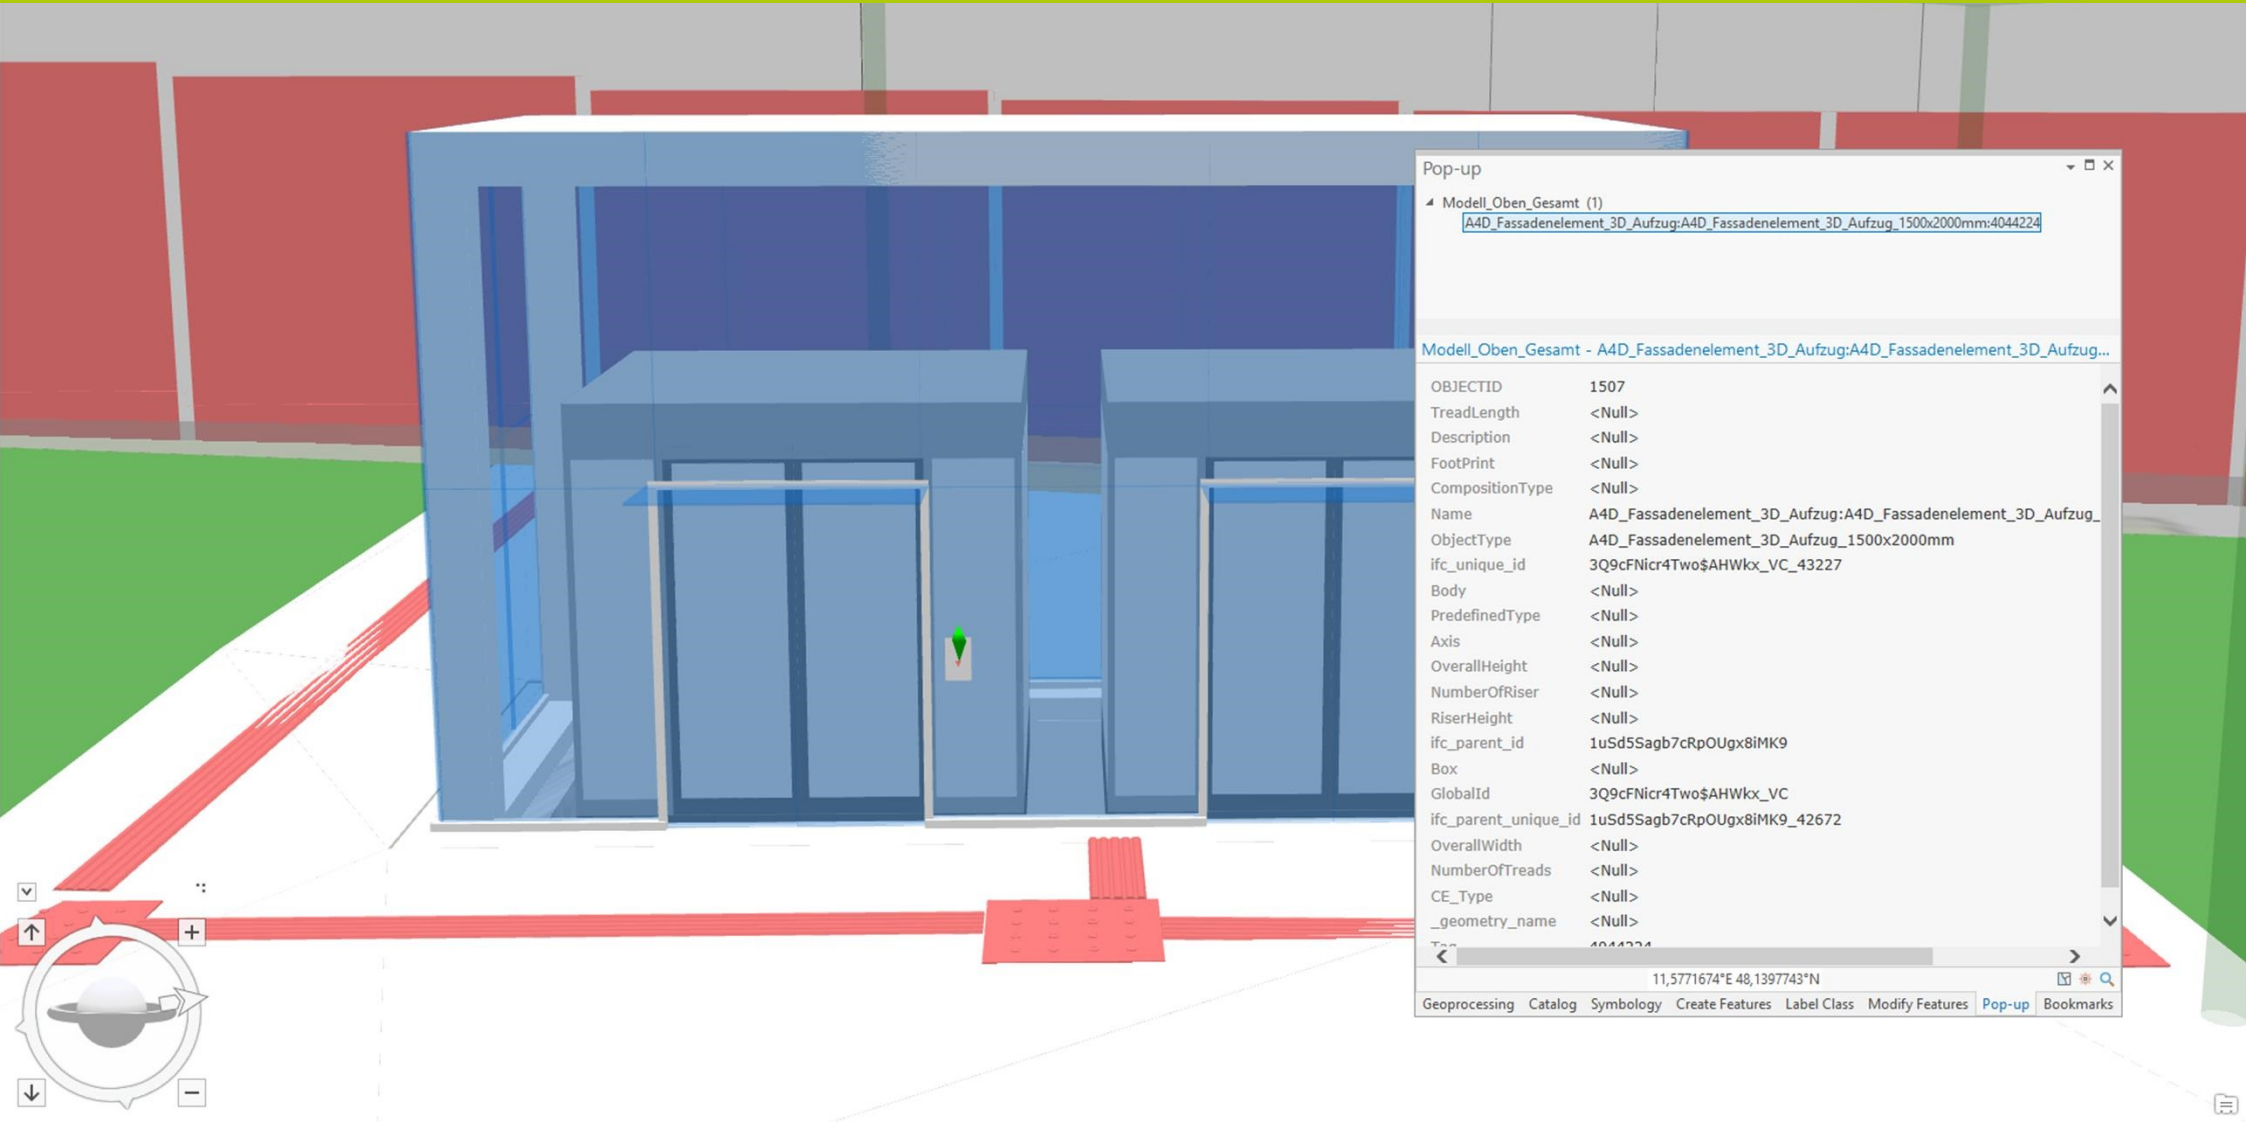 Pop-up
Modell_Oben_Gesamt (1)
A4D_Fassadenelement_3D_Aufzug:A4D_Fassadenelement_3D_Aufzug_1500x2000mm:4044224
Modell_Oben_Gesamt - A4D_Fassadenelement_3D_Aufzug:A4D_Fassadenelement_3D_Aufzug...
OBJECTID 1507
TreadLength <Null>
Description <Null>
FootPrint <Null>
CompositionType <Null>
Name A4D_Fassadenelement_3D_Aufzug:A4D_Fassadenelement_3D_Aufzug_
ObjectType A4D_Fassadenelement_3D_Aufzug_1500x2000mm
ifc_unique_id 3Q9cFNicr4Two$AHWkx_VC_43227
Body <Null>
PredefinedType <Null>
Axis <Null>
OverallHeight <Null>
NumberOfRiser <Null>
RiserHeight <Null>
ifc_parent_id 1uSd5Sagb7cRpOUgx8iMK9
Box <Null>
GlobalId 3Q9cFNicr4Two$AHWkx_VC
ifc_parent_unique_id 1uSd5Sagb7cRpOUgx8iMK9_42672
OverallWidth <Null>
NumberOfTreads <Null>
CE_Type <Null>
_geometry_name <Null>
Tag 4044224
11,5771674°E 48,1397743°N
Geoprocessing Catalog Symbology Create Features Label Class Modify Features Pop-up Bookmarks